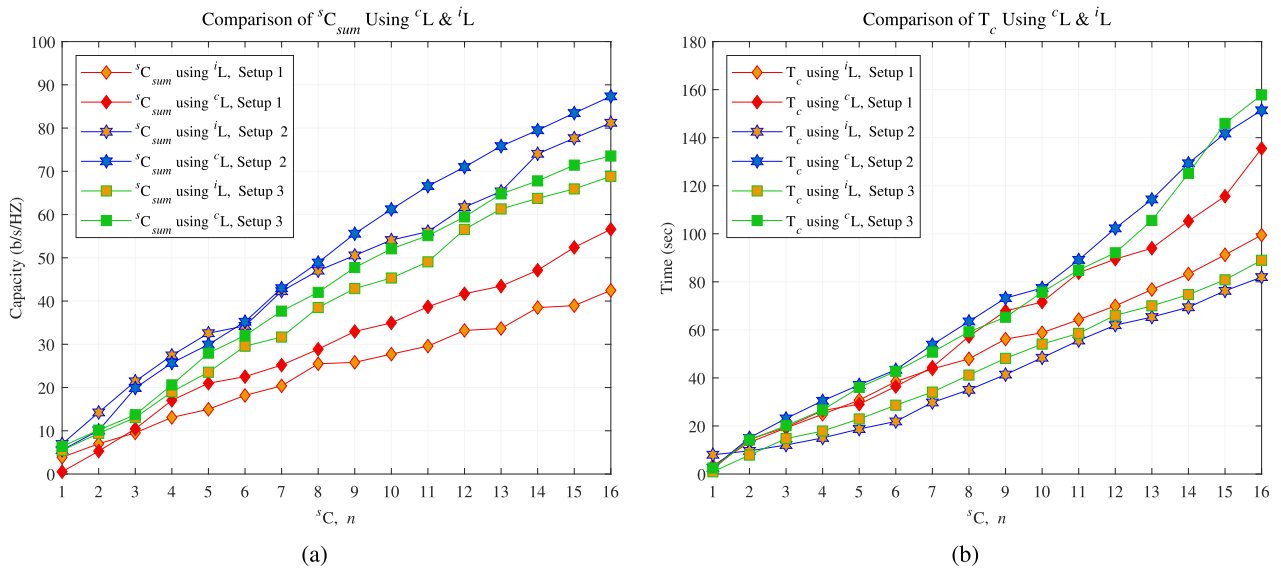 Comparison of ˢC_sum Using ᶜL & ⁱL
100
90
80
70
60
50
40
30
20
10
0
Capacity (b/s/HZ)
ˢC_sum using ⁱL, Setup 1
ˢC_sum using ᶜL, Setup 1
ˢC_sum using ⁱL, Setup 2
ˢC_sum using ᶜL, Setup 2
ˢC_sum using ⁱL, Setup 3
ˢC_sum using ᶜL, Setup 3
1 2 3 4 5 6 7 8 9 10 11 12 13 14 15 16
ˢC, n
(a)
Comparison of T_c Using ᶜL & ⁱL
180
160
140
120
100
80
60
40
20
0
Time (sec)
T_c using ⁱL, Setup 1
T_c using ᶜL, Setup 1
T_c using ⁱL, Setup 2
T_c using ᶜL, Setup 2
T_c using ⁱL, Setup 3
T_c using ᶜL, Setup 3
1 2 3 4 5 6 7 8 9 10 11 12 13 14 15 16
ˢC, n
(b)